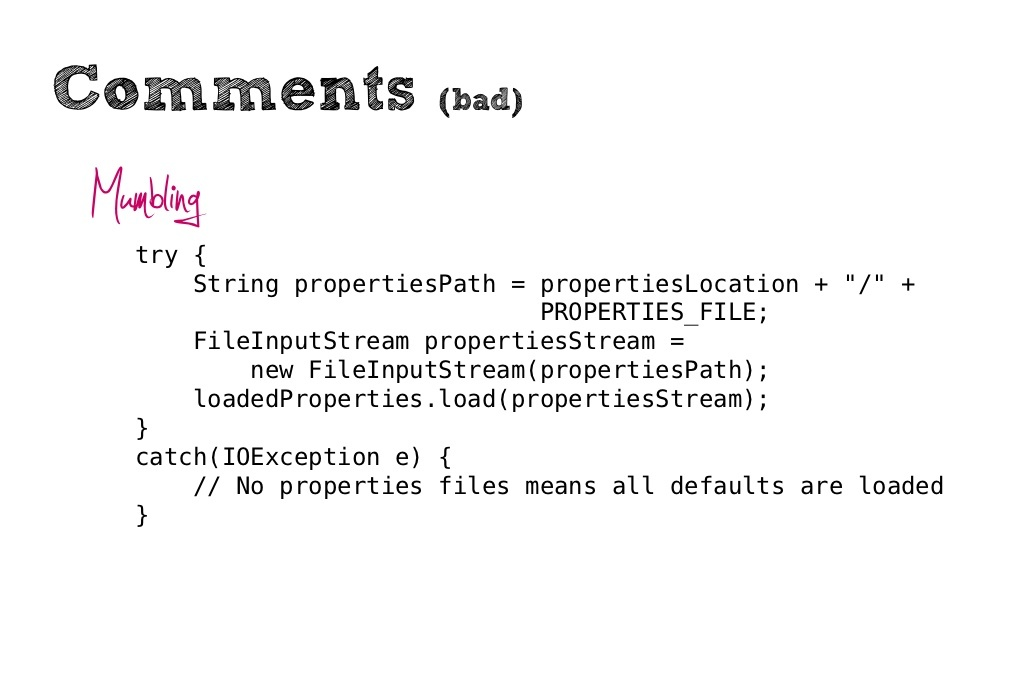 Comments (bad)
Mumbling
try {
    String propertiesPath = propertiesLocation + "/" +
                            PROPERTIES_FILE;
    FileInputStream propertiesStream =
        new FileInputStream(propertiesPath);
    loadedProperties.load(propertiesStream);
}
catch(IOException e) {
    // No properties files means all defaults are loaded
}